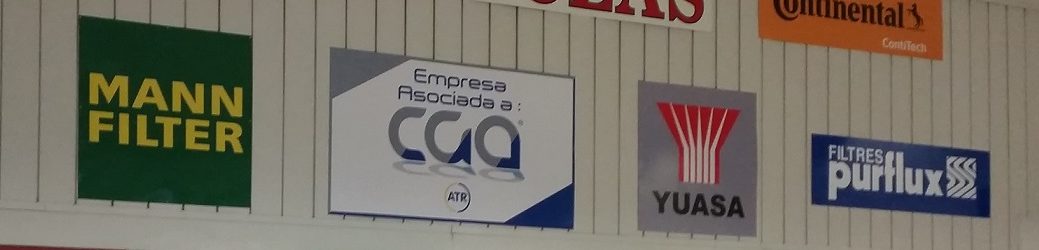 Continental
ContiTech
MANN
FILTER
Empresa
Asociada a :
CGA
ATR
YUASA
FILTRES
purflux